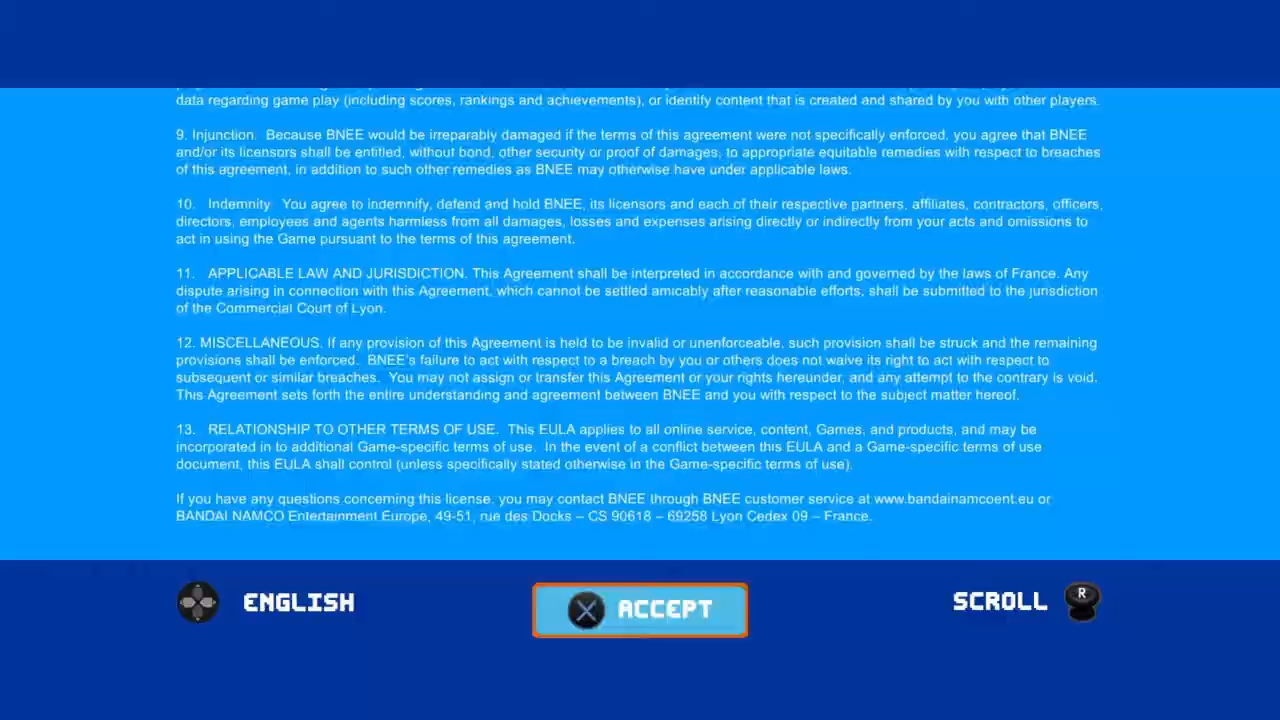 data regarding game play (including scores, rankings and achievements), or identify content that is created and shared by you with other players.
9. Injunction. Because BNEE would be irreparably damaged if the terms of this agreement were not specifically enforced, you agree that BNEE
and/or its licensors shall be entitled, without bond, other security or proof of damages, to appropriate equitable remedies with respect to breaches
of this agreement, in addition to such other remedies as BNEE may otherwise have under applicable laws.
10. Indemnity You agree to indemnify, defend and hold BNEE, its licensors and each of their respective partners, affiliates, contractors, officers,
directors, employees and agents harmless from all damages, losses and expenses arising directly or indirectly from your acts and omissions to
act in using the Game pursuant to the terms of this agreement.
11. APPLICABLE LAW AND JURISDICTION. This Agreement shall be interpreted in accordance with and governed by the laws of France. Any
dispute arising in connection with this Agreement, which cannot be settled amicably after reasonable efforts, shall be submitted to the jurisdiction
of the Commercial Court of Lyon.
12. MISCELLANEOUS. If any provision of this Agreement is held to be invalid or unenforceable, such provision shall be struck and the remaining
provisions shall be enforced. BNEE's failure to act with respect to a breach by you or others does not waive its right to act with respect to
subsequent or similar breaches. You may not assign or transfer this Agreement or your rights hereunder, and any attempt to the contrary is void.
This Agreement sets forth the entire understanding and agreement between BNEE and you with respect to the subject matter hereof.
13. RELATIONSHIP TO OTHER TERMS OF USE. This EULA applies to all online service, content, Games, and products, and may be
incorporated in to additional Game-specific terms of use. In the event of a conflict between this EULA and a Game-specific terms of use
document, this EULA shall control (unless specifically stated otherwise in the Game-specific terms of use).
If you have any questions concerning this license, you may contact BNEE through BNEE customer service at www.bandainamcoent.eu or
BANDAI NAMCO Entertainment Europe, 49-51, rue des Docks – CS 90618 – 69258 Lyon Cedex 09 – France.
ENGLISH
ACCEPT
SCROLL R